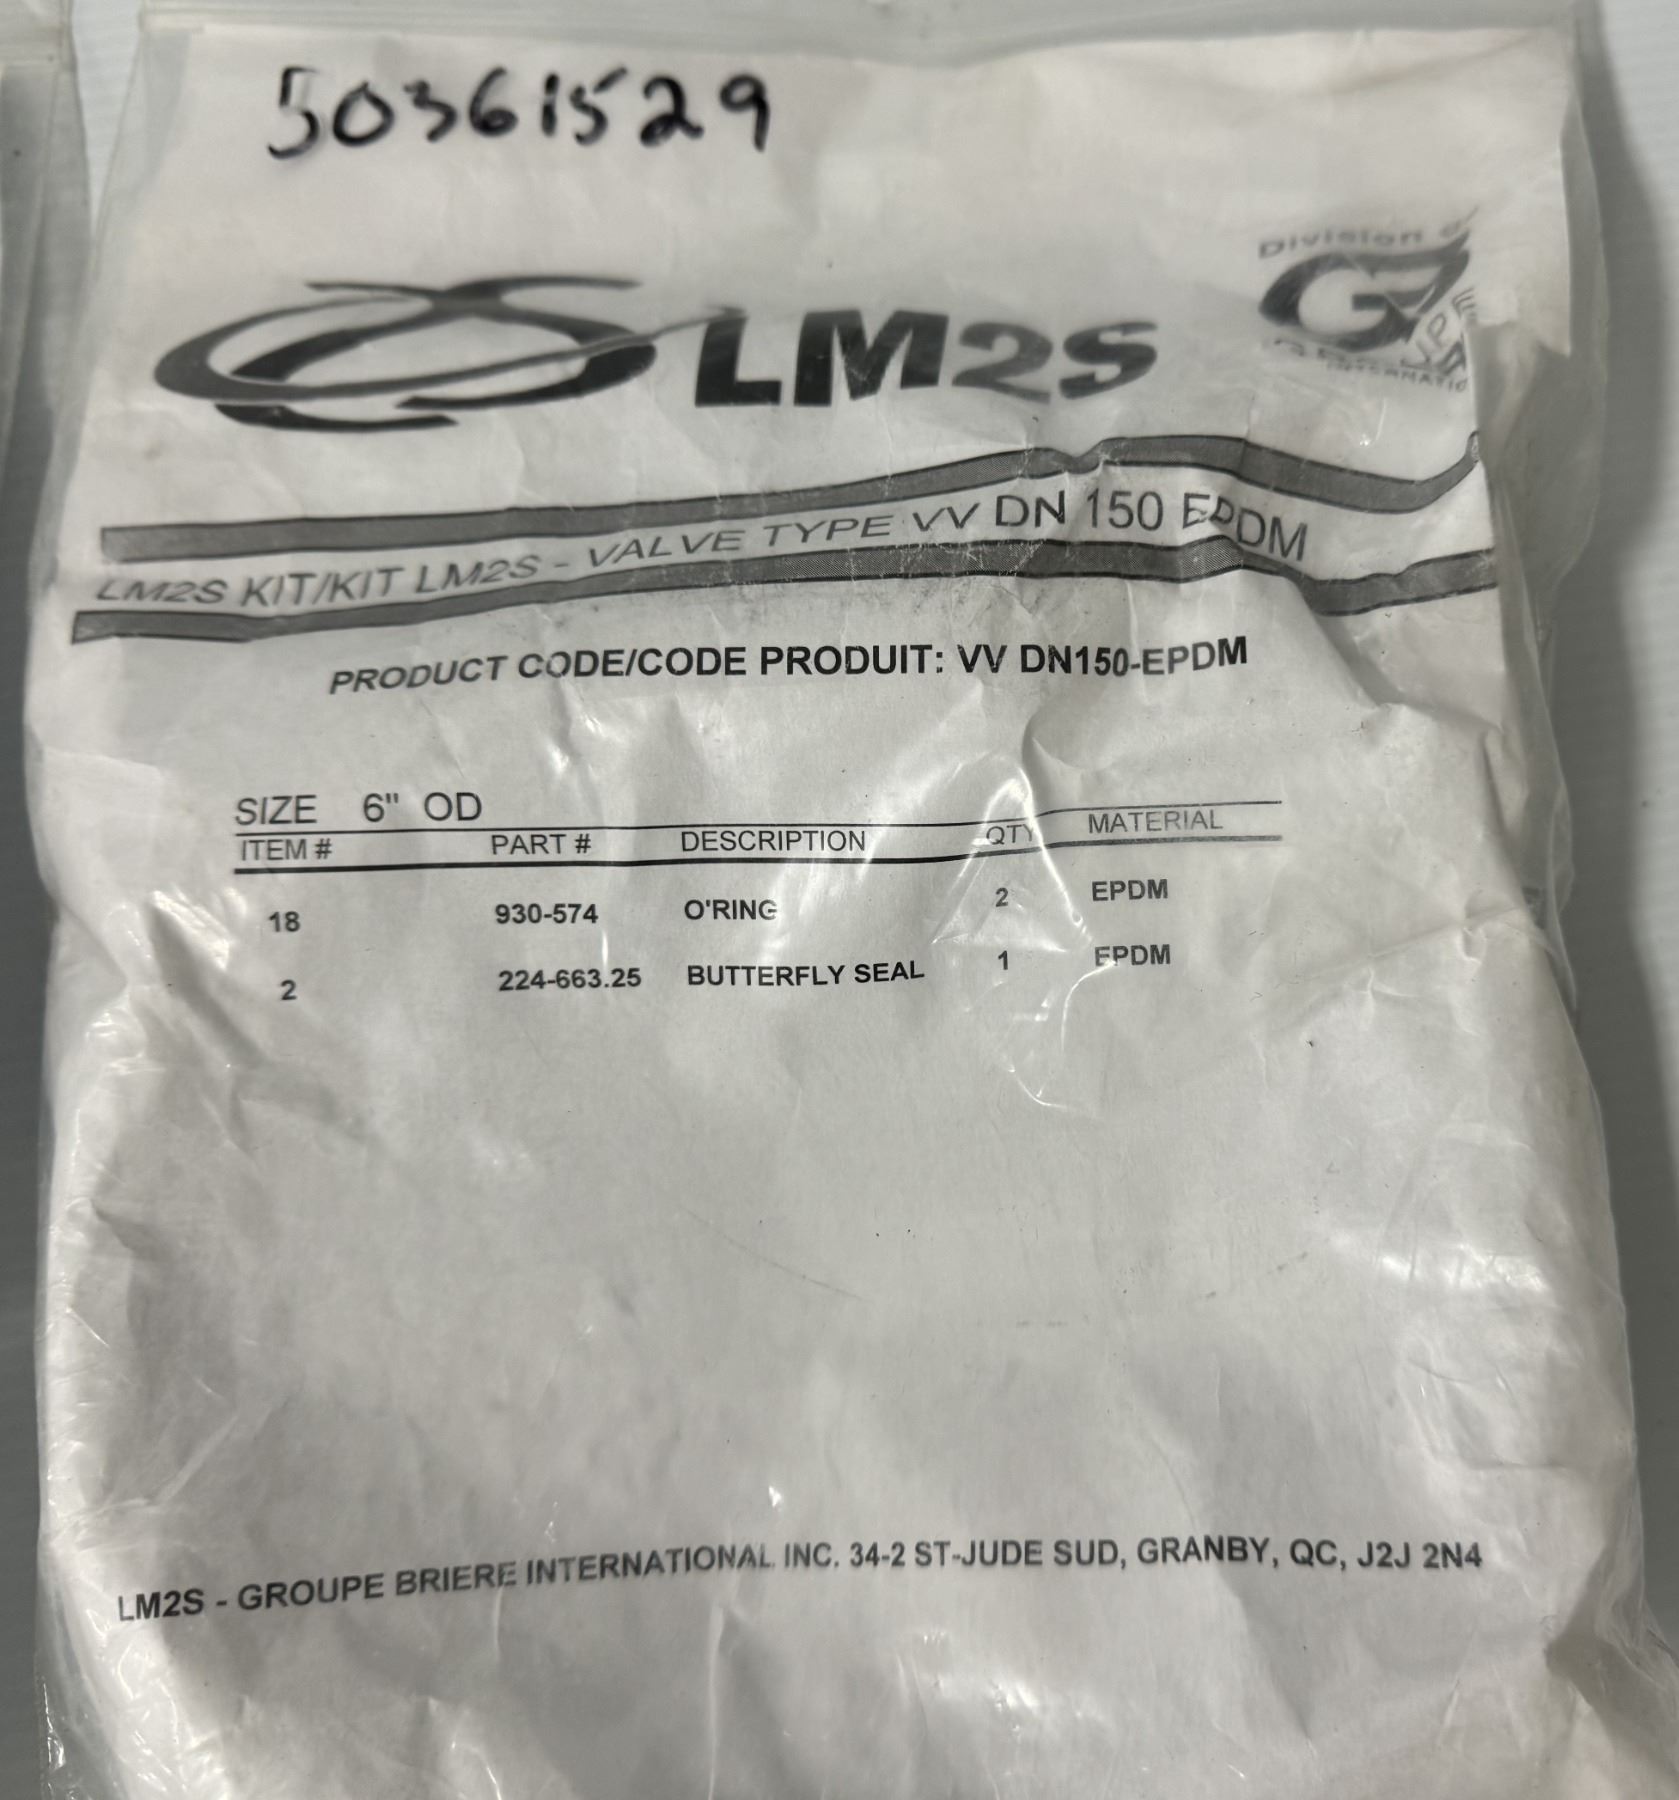 50361529
Division
LM2S
LM2S KIT/KIT LM2S - VALVE TYPE VV DN 150 EPDM
PRODUCT CODE/CODE PRODUIT: VV DN150-EPDM
SIZE 6" OD
ITEM # PART # DESCRIPTION QTY MATERIAL
18 930-574 O'RING 2 EPDM
2 224-663.25 BUTTERFLY SEAL 1 EPDM
LM2S - GROUPE BRIERE INTERNATIONAL INC. 34-2 ST-JUDE SUD, GRANBY, QC, J2J 2N4